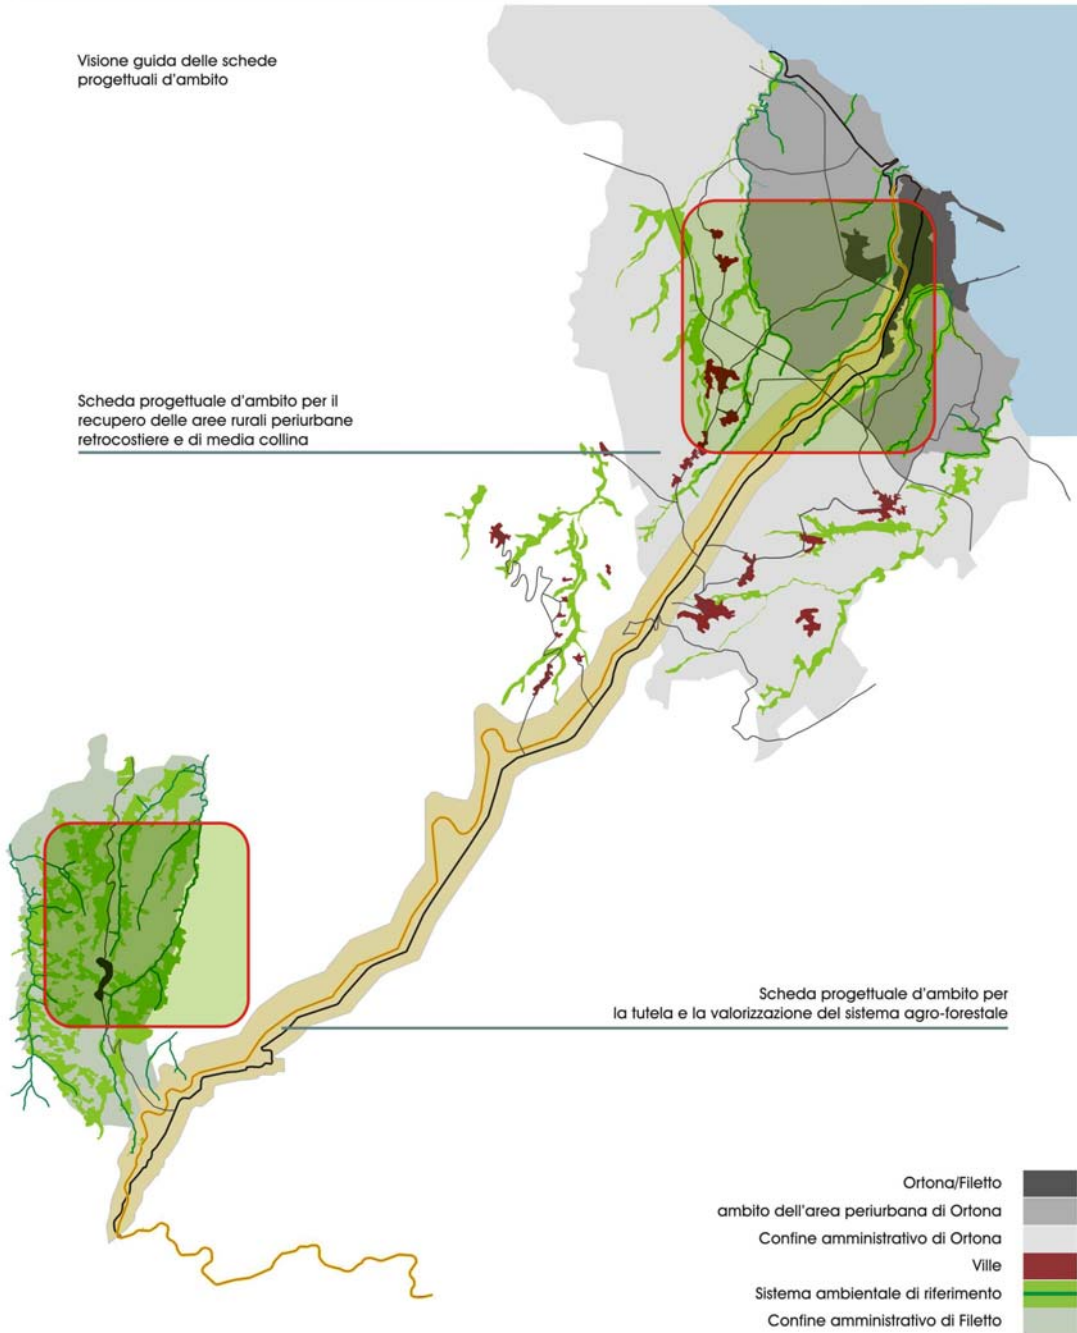 Visione guida delle schede
progettuali d'ambito
Scheda progettuale d'ambito per il
recupero delle aree rurali periurbane
retrocostiere e di media collina
Scheda progettuale d'ambito per
la tutela e la valorizzazione del sistema agro-forestale
Ortona/Filetto
ambito dell'area periurbana di Ortona
Confine amministrativo di Ortona
Ville
Sistema ambientale di riferimento
Confine amministrativo di Filetto